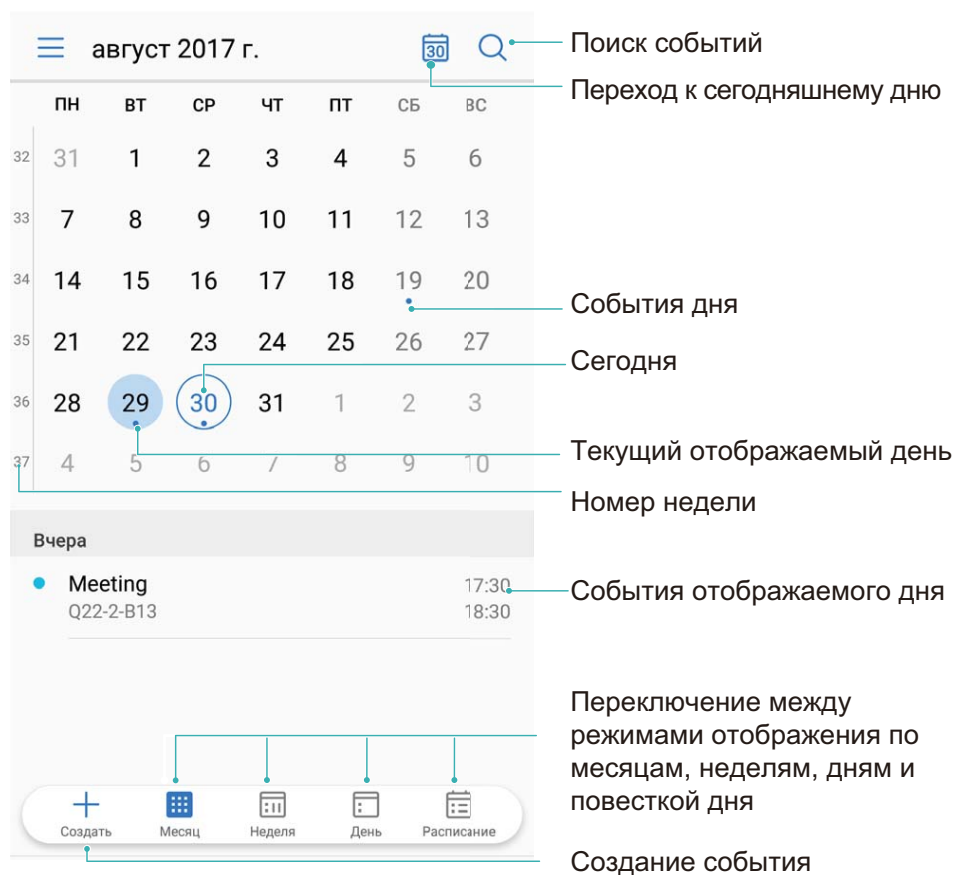 август 2017 г.
30
Поиск событий
Переход к сегодняшнему дню
ПН ВТ СР ЧТ ПТ СБ ВС
32 31 1 2 3 4 5 6
33 7 8 9 10 11 12 13
34 14 15 16 17 18 19 20
События дня
35 21 22 23 24 25 26 27
Сегодня
36 28 29 30 31 1 2 3
Текущий отображаемый день
37 4 5 6 7 8 9 10
Номер недели
Вчера
Meeting 17:30
События отображаемого дня
Q22-2-B13 18:30
Переключение между
режимами отображения по
месяцам, неделям, дням и
повесткой дня
Создать Месяц Неделя День Расписание
Создание события